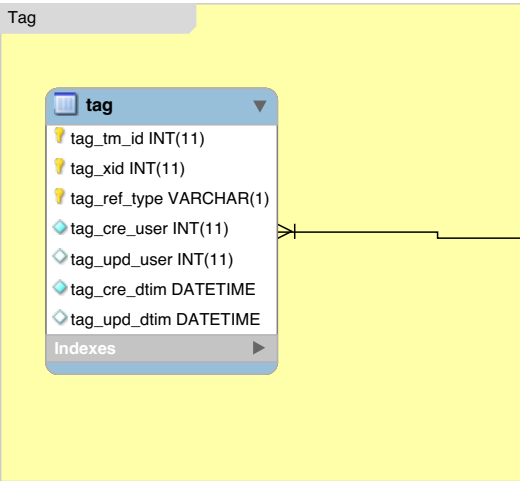 Tag
tag
tag_tm_id INT(11)
tag_xid INT(11)
tag_ref_type VARCHAR(1)
tag_cre_user INT(11)
tag_upd_user INT(11)
tag_cre_dtim DATETIME
tag_upd_dtim DATETIME
Indexes